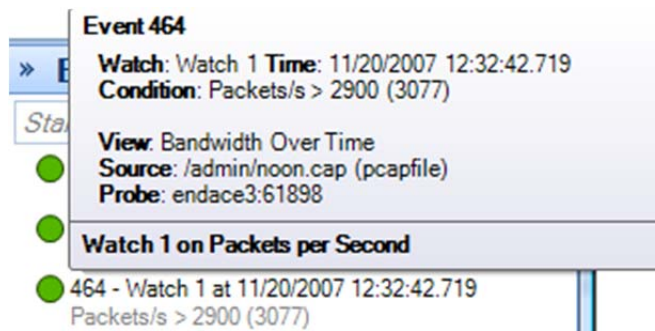 Event 464
Watch: Watch 1 Time: 11/20/2007 12:32:42.719
Condition: Packets/s > 2900 (3077)
View: Bandwidth Over Time
Source: /admin/noon.cap (pcapfile)
Probe: endace3:61898
Watch 1 on Packets per Second
464 - Watch 1 at 11/20/2007 12:32:42.719
Packets/s > 2900 (3077)